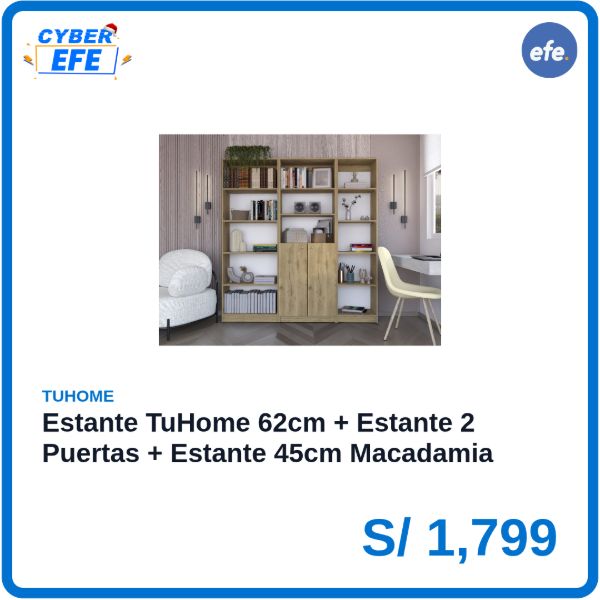 CYBER
EFE
efe.
TUHOME
Estante TuHome 62cm + Estante 2
Puertas + Estante 45cm Macadamia
S/ 1,799